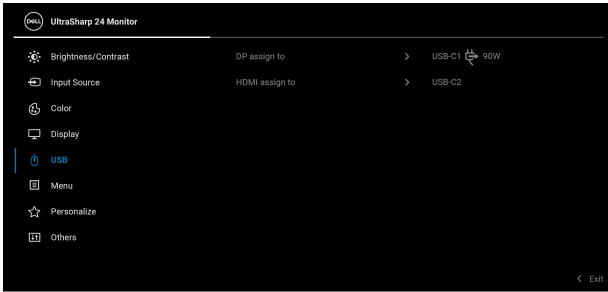 DELL UltraSharp 24 Monitor
Brightness/Contrast DP assign to > USB-C1 90W
Input Source HDMI assign to > USB-C2
Color
Display
USB
Menu
Personalize
Others
< Exit